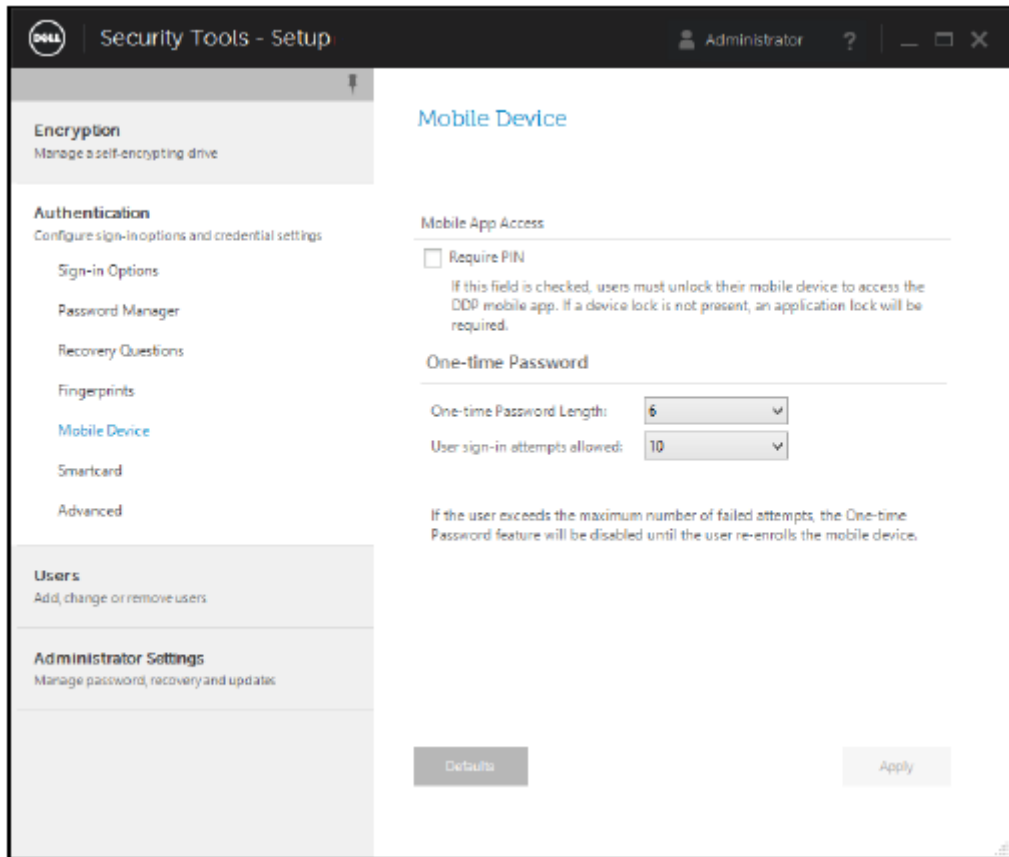 DELL
Security Tools - Setup
Administrator
?
Encryption
Manage a self-encrypting drive
Authentication
Configure sign-in options and credential settings
Sign-in Options
Password Manager
Recovery Questions
Fingerprints
Mobile Device
Smartcard
Advanced
Users
Add, change or remove users
Administrator Settings
Manage password, recovery and updates
Mobile Device
Mobile App Access
Require PIN
If this field is checked, users must unlock their mobile device to access the
DDP mobile app. If a device lock is not present, an application lock will be
required.
One-time Password
One-time Password Length: 6
User sign-in attempts allowed: 10
If the user exceeds the maximum number of failed attempts, the One-time
Password feature will be disabled until the user re-enrolls the mobile device.
Defaults
Apply